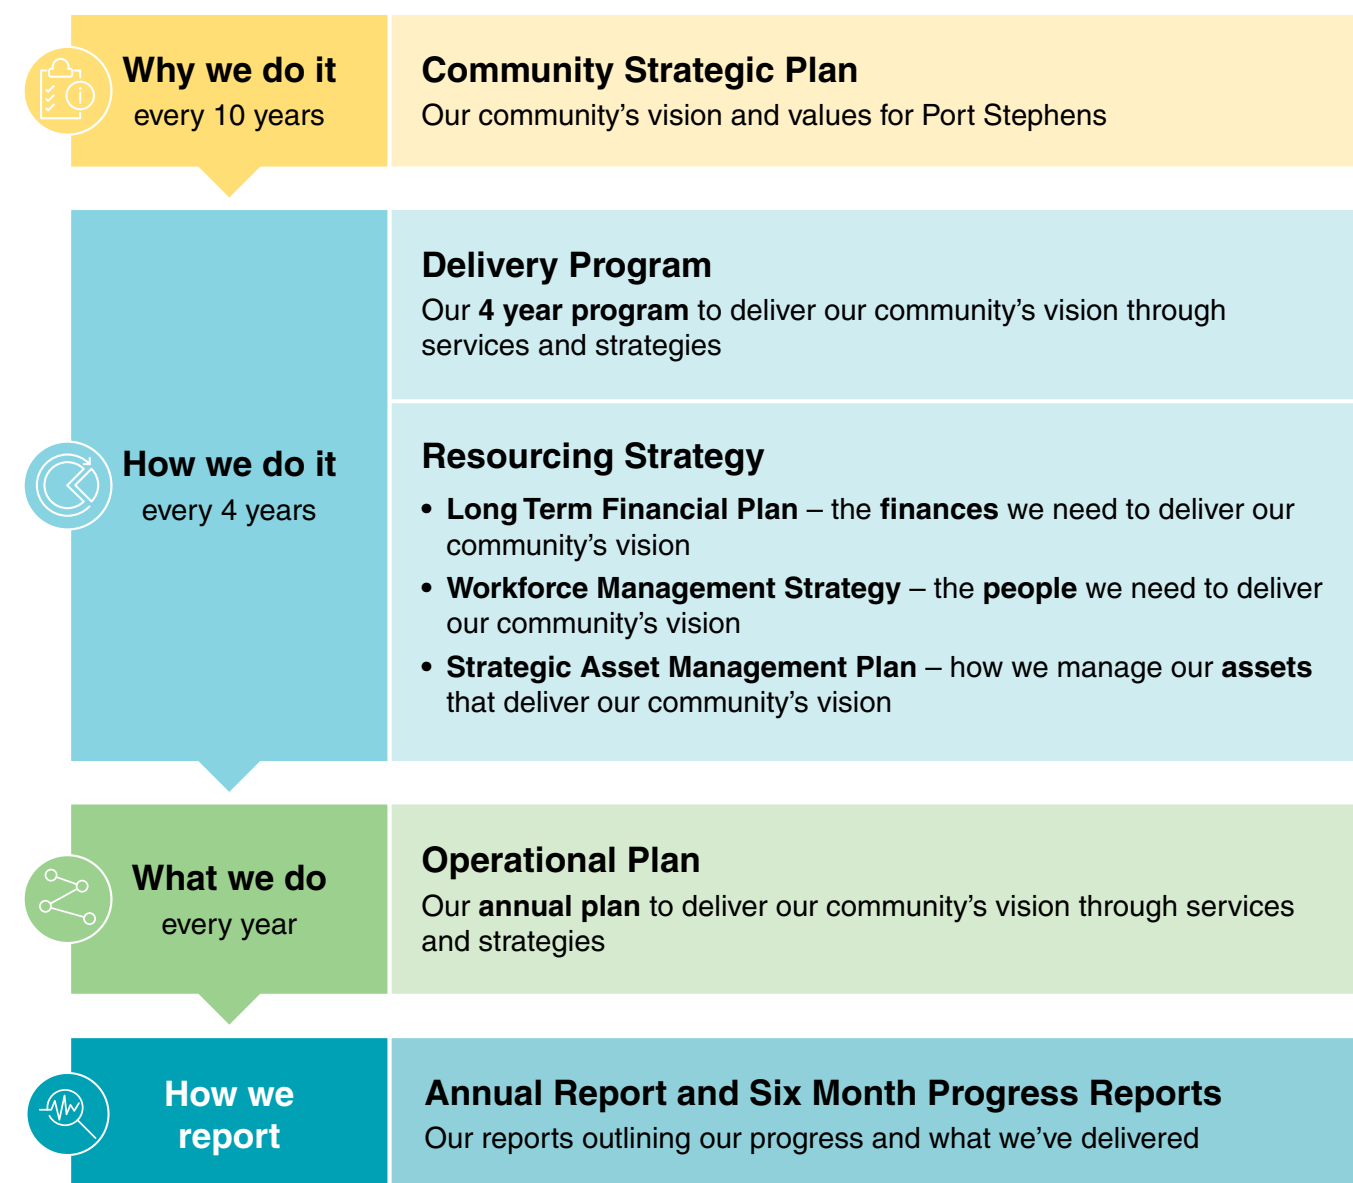 Why we do it
every 10 years
Community Strategic Plan
Our community's vision and values for Port Stephens
How we do it
every 4 years
Delivery Program
Our 4 year program to deliver our community's vision through
services and strategies
Resourcing Strategy
• Long Term Financial Plan – the finances we need to deliver our
community's vision
• Workforce Management Strategy – the people we need to deliver
our community's vision
• Strategic Asset Management Plan – how we manage our assets
that deliver our community's vision
What we do
every year
Operational Plan
Our annual plan to deliver our community's vision through services
and strategies
How we
report
Annual Report and Six Month Progress Reports
Our reports outlining our progress and what we've delivered